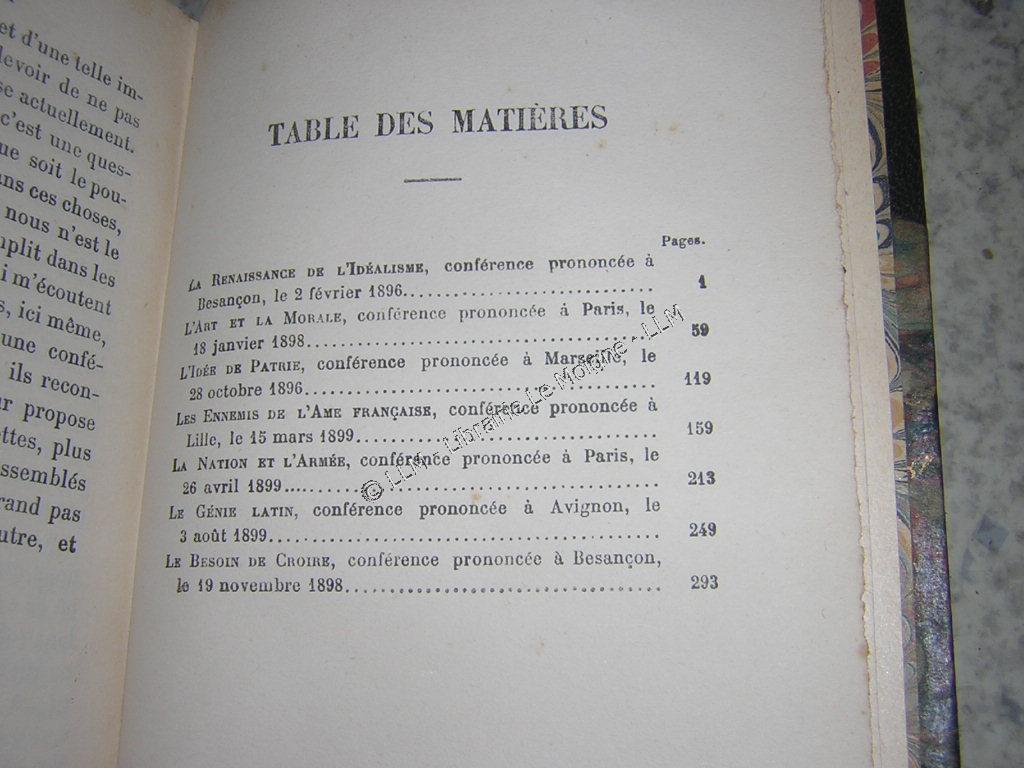 et d'une telle im-
devoir de ne pas
se actuellement.
c'est une ques-
ue soit le pou-
ans ces choses,
nous n'est le
mplit dans les
i m'écoutent
s, ici même,
une confé-
ils recon-
ur propose
ettes, plus
ssemblés
rand pas
utre, et
TABLE DES MATIÈRES
Pages.
LA RENAISSANCE DE L'IDÉALISME, conférence prononcée à
Besançon, le 2 février 1896........................ 1
L'ART ET LA MORALE, conférence prononcée à Paris, le
18 janvier 1898........................ 59
L'IDÉE DE PATRIE, conférence prononcée à Marseille, le
28 octobre 1896........................ 119
LES ENNEMIS DE L'AME FRANÇAISE, conférence prononcée à
Lille, le 15 mars 1899........................ 159
LA NATION ET L'ARMÉE, conférence prononcée à Paris, le
26 avril 1899........................ 213
LE GÉNIE LATIN, conférence prononcée à Avignon, le
3 août 1899........................ 249
LE BESOIN DE CROIRE, conférence prononcée à Besançon,
le 19 novembre 1898........................ 293
© LLM - Librairie Le Moigne - LLM